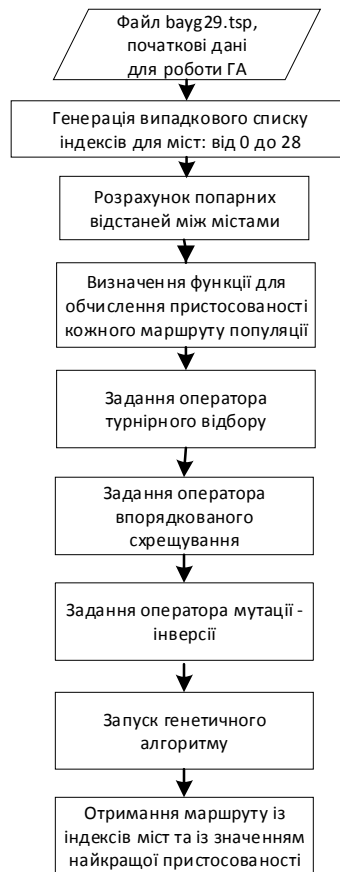 Файл bayg29.tsp,
початкові дані
для роботи ГА
Генерація випадкового списку
індексів для міст: від 0 до 28
Розрахунок попарних
відстаней між містами
Визначення функції для
обчислення пристосованості
кожного маршруту популяції
Задання оператора
турнірного відбору
Задання оператора
впорядкованого
схрещування
Задання оператора мутації -
інверсії
Запуск генетичного
алгоритму
Отримання маршруту із
індексів міст та із значенням
найкращої пристосованості